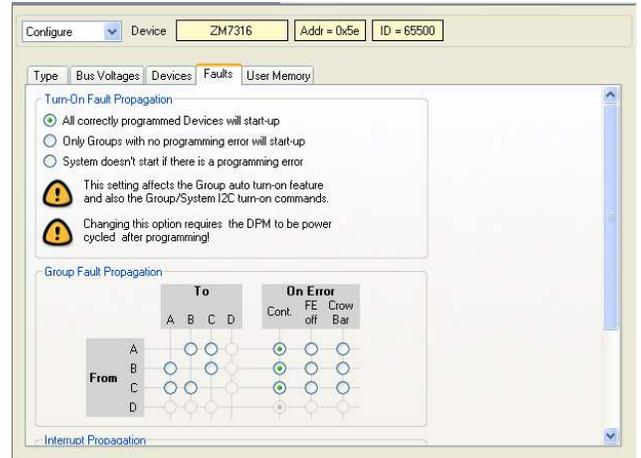 Configure Device ZM7316 Addr = 0x5e ID = 65500
Type Bus Voltages Devices Faults User Memory
Turn-On Fault Propagation
All correctly programmed Devices will start-up
Only Groups with no programming error will start-up
System doesn't start if there is a programming error
This setting affects the Group auto turn-on feature
and also the Group/System I2C turn-on commands.
Changing this option requires the DPM to be power
cycled after programming!
Group Fault Propagation
To On Error
A B C D Cont. FE off Crow Bar
From
A
B
C
D
Interrupt Propagation